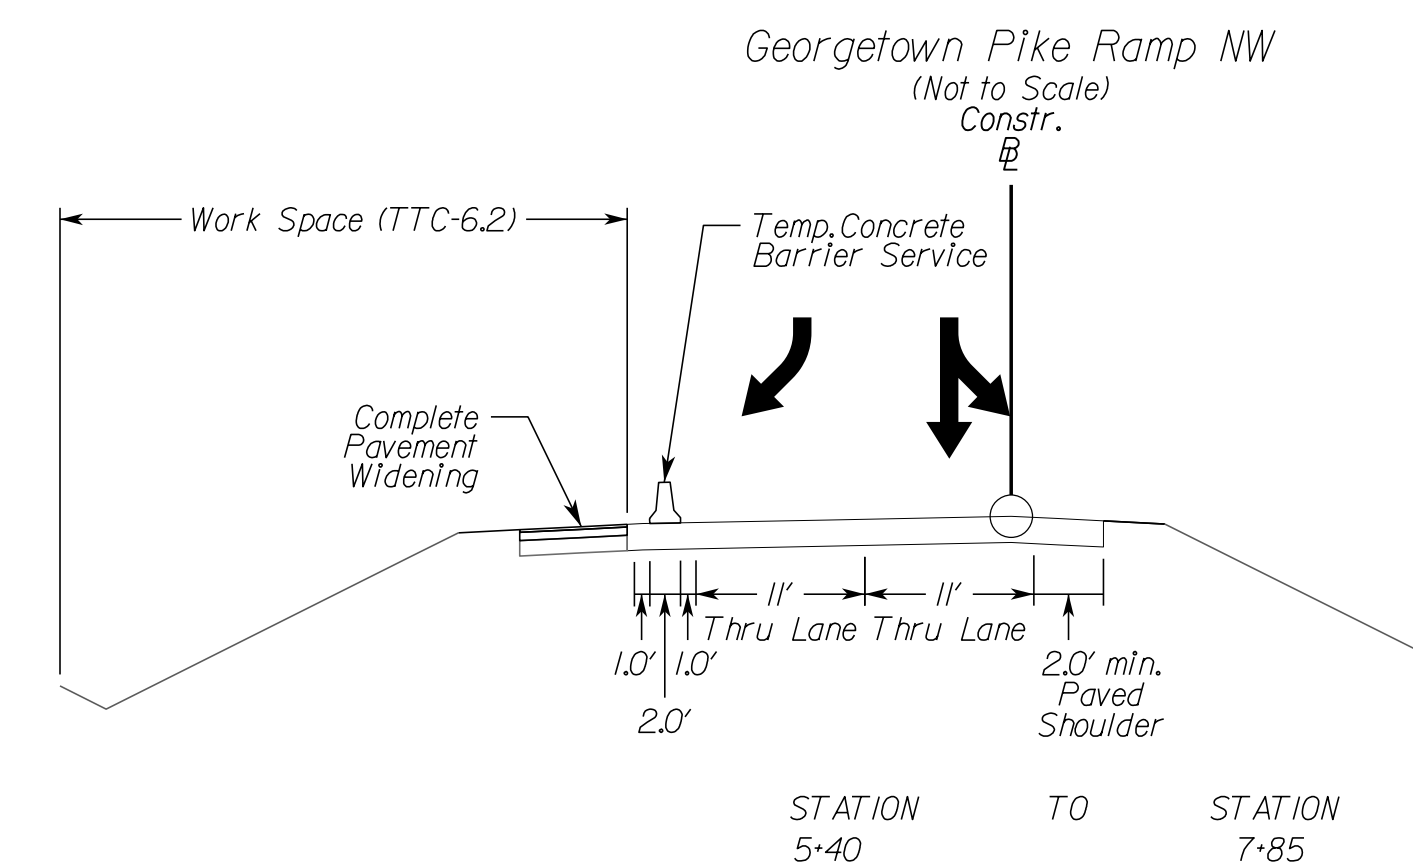 Georgetown Pike Ramp NW
(Not to Scale)
Constr.
BL
Work Space (TTC-6.2)
Temp. Concrete
Barrier Service
Complete
Pavement
Widening
11'
11'
Thru Lane
Thru Lane
1.0'
1.0'
2.0'
2.0' min.
Paved
Shoulder
STATION TO STATION
5+40 7+85